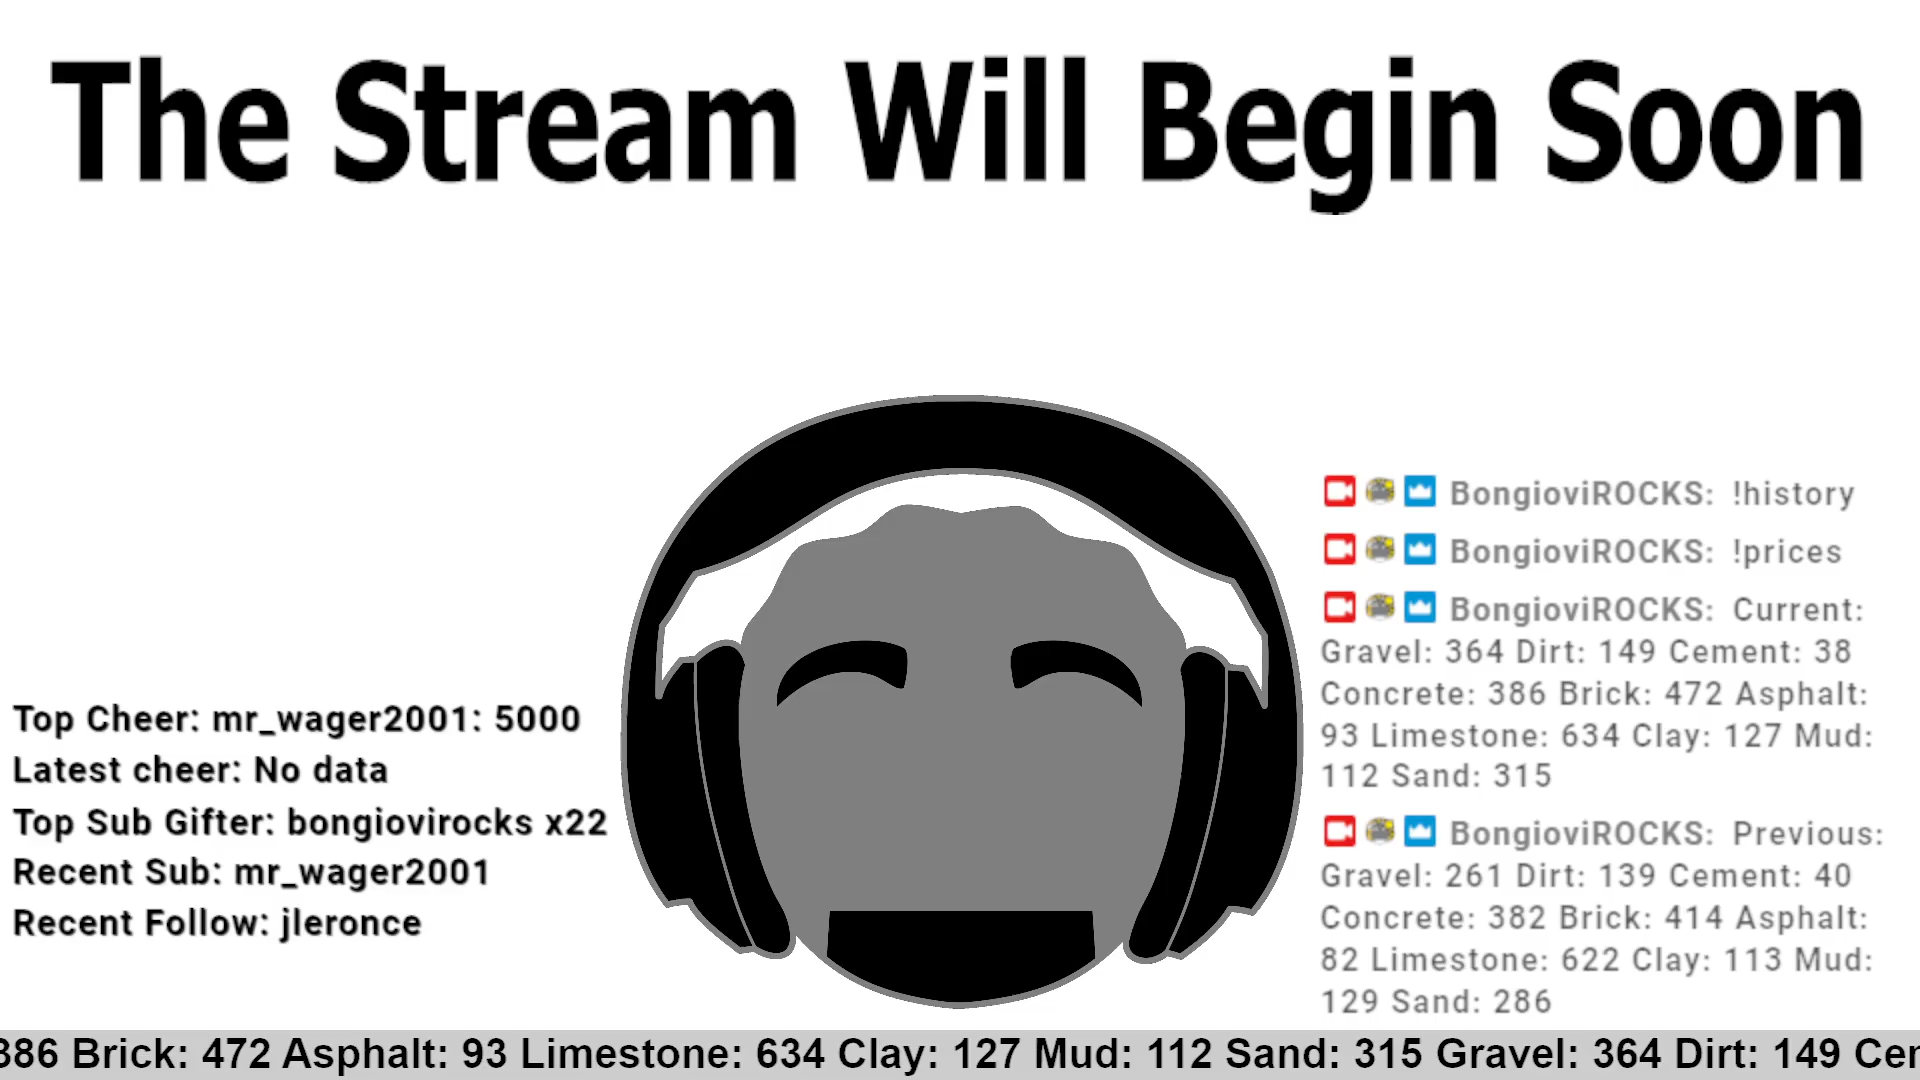 The Stream Will Begin Soon
Top Cheer: mr_wager2001: 5000
Latest cheer: No data
Top Sub Gifter: bongiovirocks x22
Recent Sub: mr_wager2001
Recent Follow: jleronce
BongioviROCKS: !history
BongioviROCKS: !prices
BongioviROCKS: Current:
Gravel: 364 Dirt: 149 Cement: 38
Concrete: 386 Brick: 472 Asphalt:
93 Limestone: 634 Clay: 127 Mud:
112 Sand: 315
BongioviROCKS: Previous:
Gravel: 261 Dirt: 139 Cement: 40
Concrete: 382 Brick: 414 Asphalt:
82 Limestone: 622 Clay: 113 Mud:
129 Sand: 286
386 Brick: 472 Asphalt: 93 Limestone: 634 Clay: 127 Mud: 112 Sand: 315 Gravel: 364 Dirt: 149 Cer